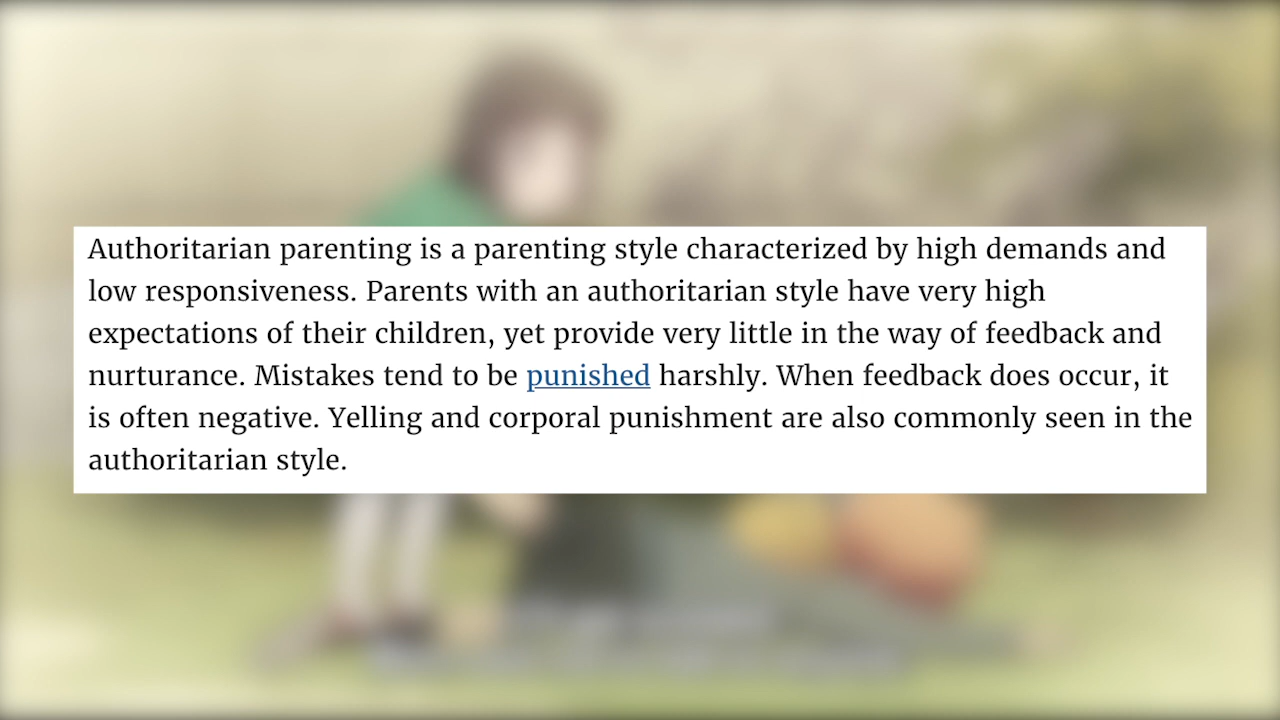 Authoritarian parenting is a parenting style characterized by high demands and
low responsiveness. Parents with an authoritarian style have very high
expectations of their children, yet provide very little in the way of feedback and
nurturance. Mistakes tend to be punished harshly. When feedback does occur, it
is often negative. Yelling and corporal punishment are also commonly seen in the
authoritarian style.